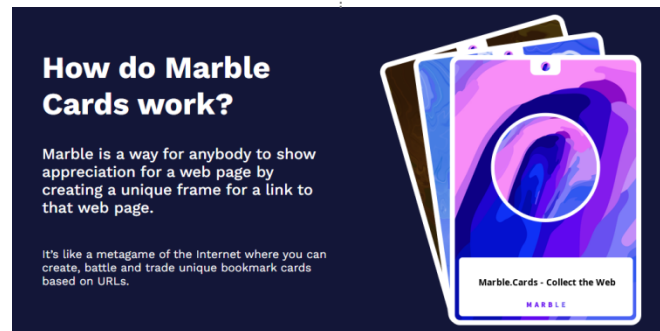 How do Marble
Cards work?
Marble is a way for anybody to show
appreciation for a web page by
creating a unique frame for a link to
that web page.
It's like a metagame of the Internet where you can
create, battle and trade unique bookmark cards
based on URLs.
Marble.Cards - Collect the Web
MARBLE